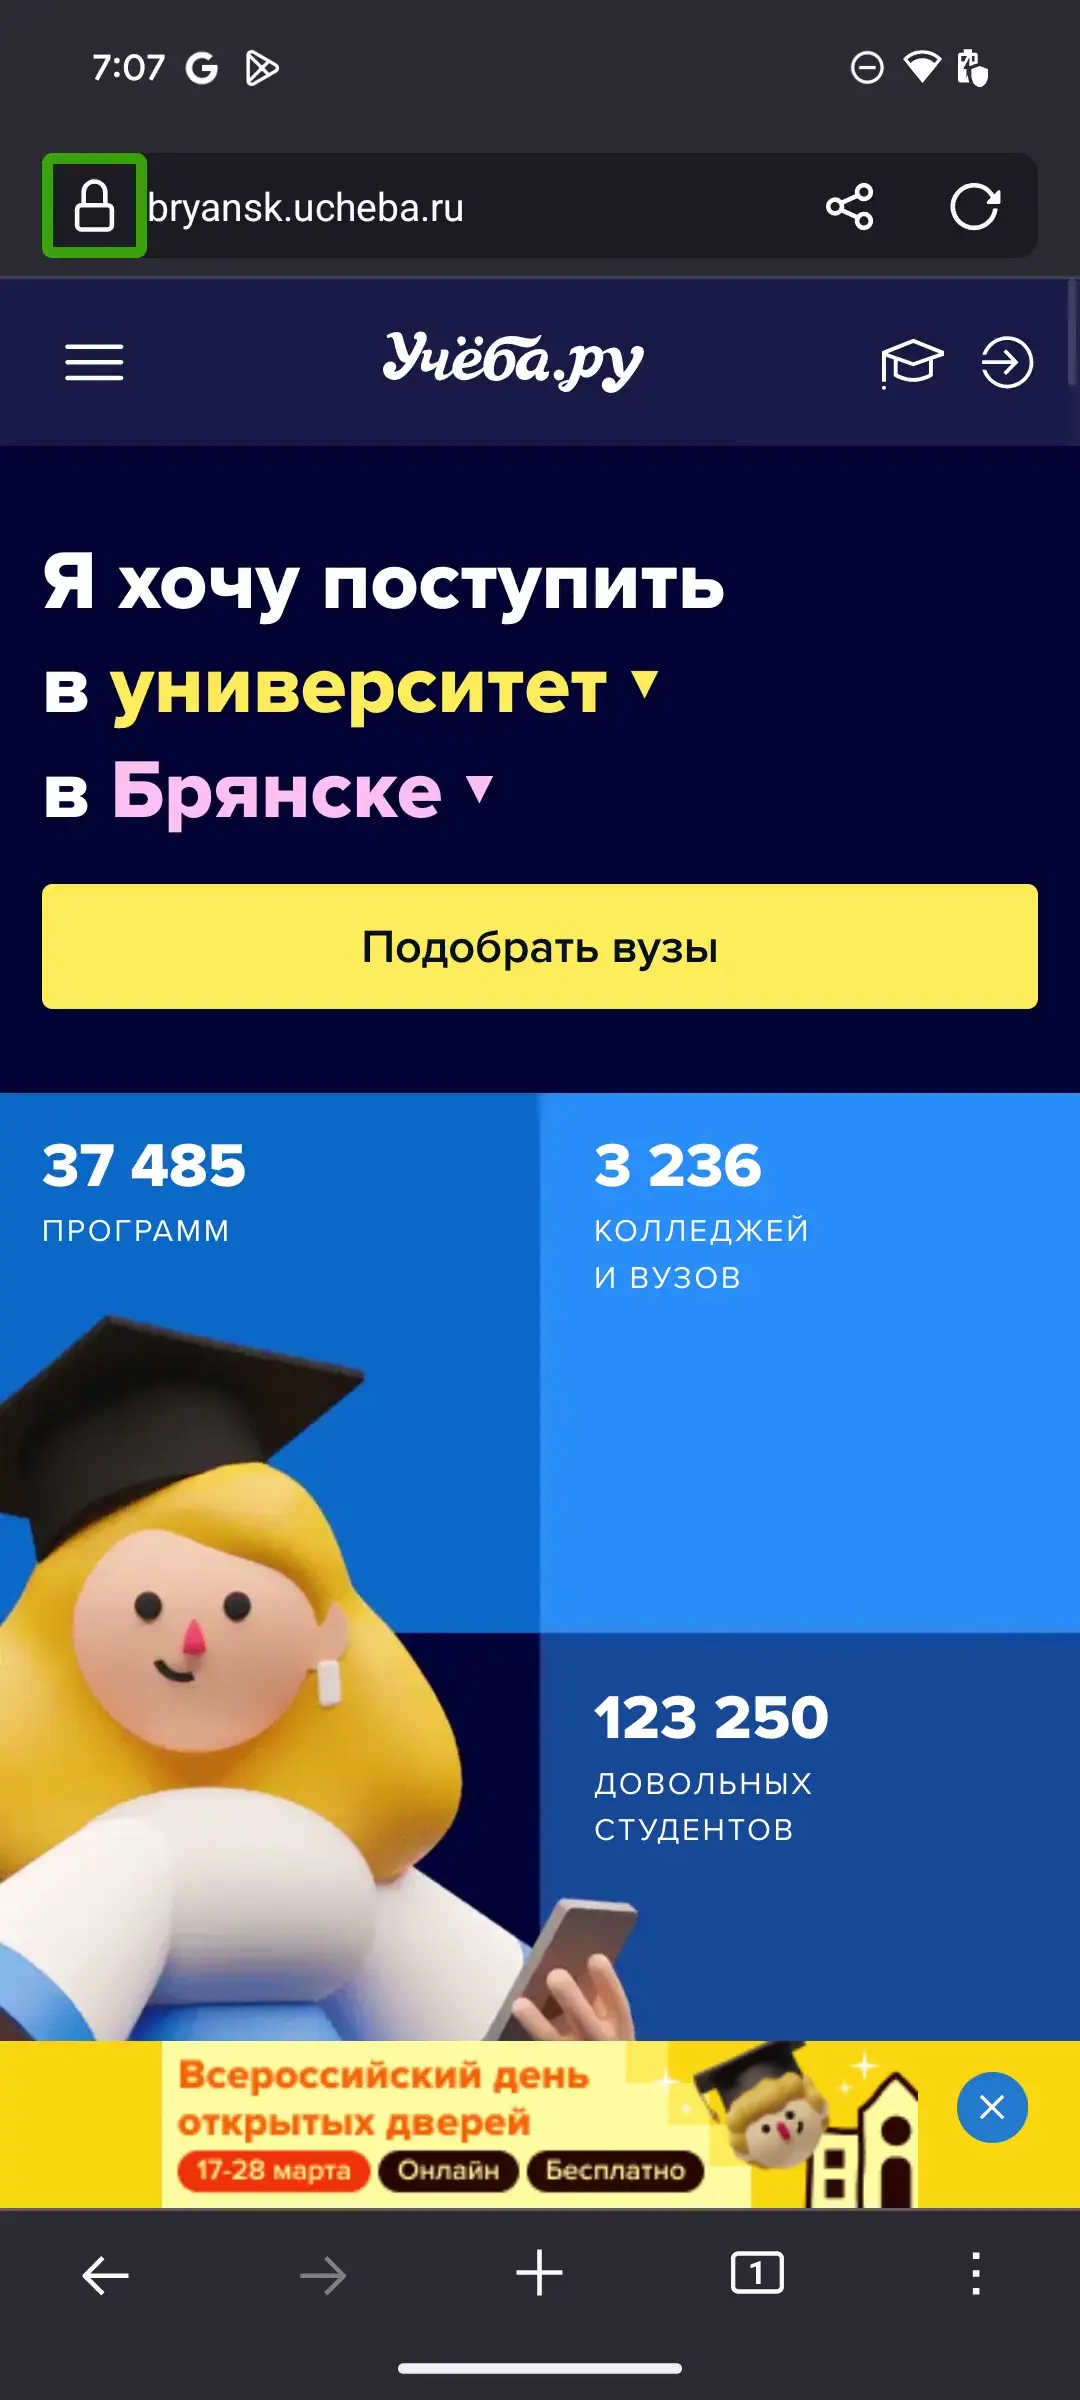 7:07
bryansk.ucheba.ru
Учёба.ру
Я хочу поступить
в университет
в Брянске
Подобрать вузы
37 485
ПРОГРАММ
3 236
КОЛЛЕДЖЕЙ
И ВУЗОВ
123 250
ДОВОЛЬНЫХ
СТУДЕНТОВ
Всероссийский день
открытых дверей
17-28 марта Онлайн Бесплатно
1